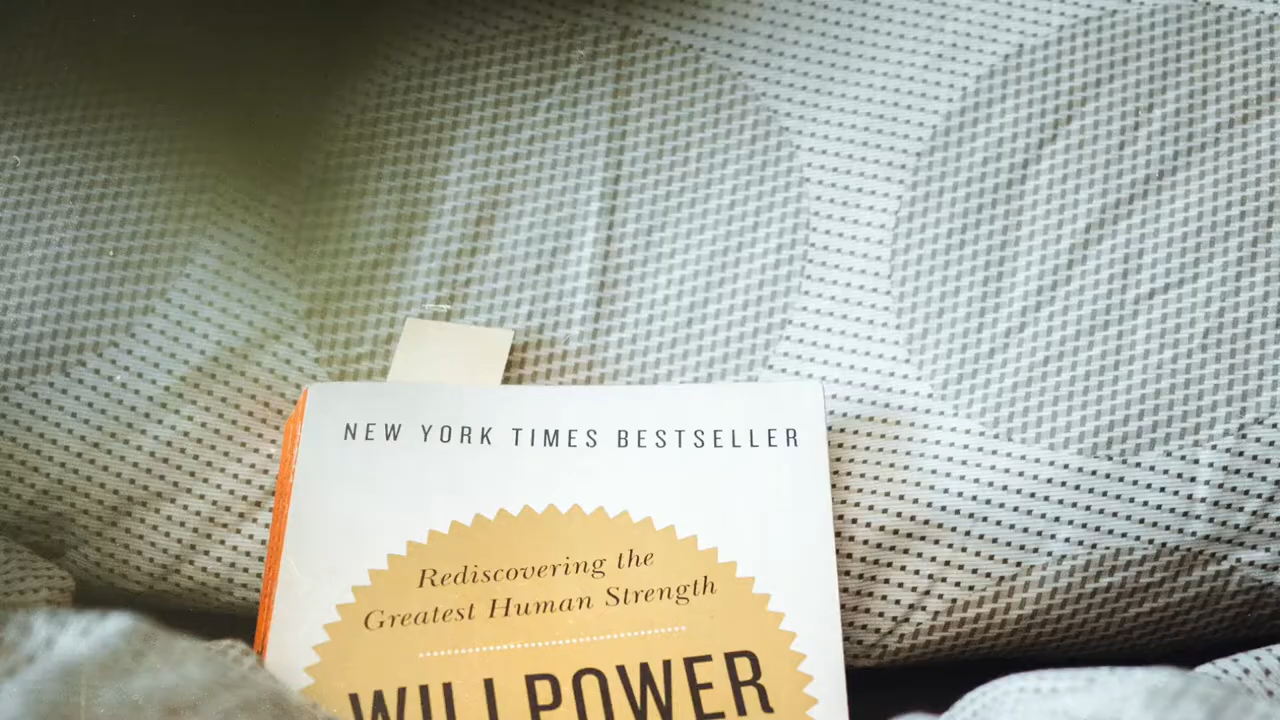 NEW YORK TIMES BESTSELLER
Rediscovering the
Greatest Human Strength
WILLPOWER